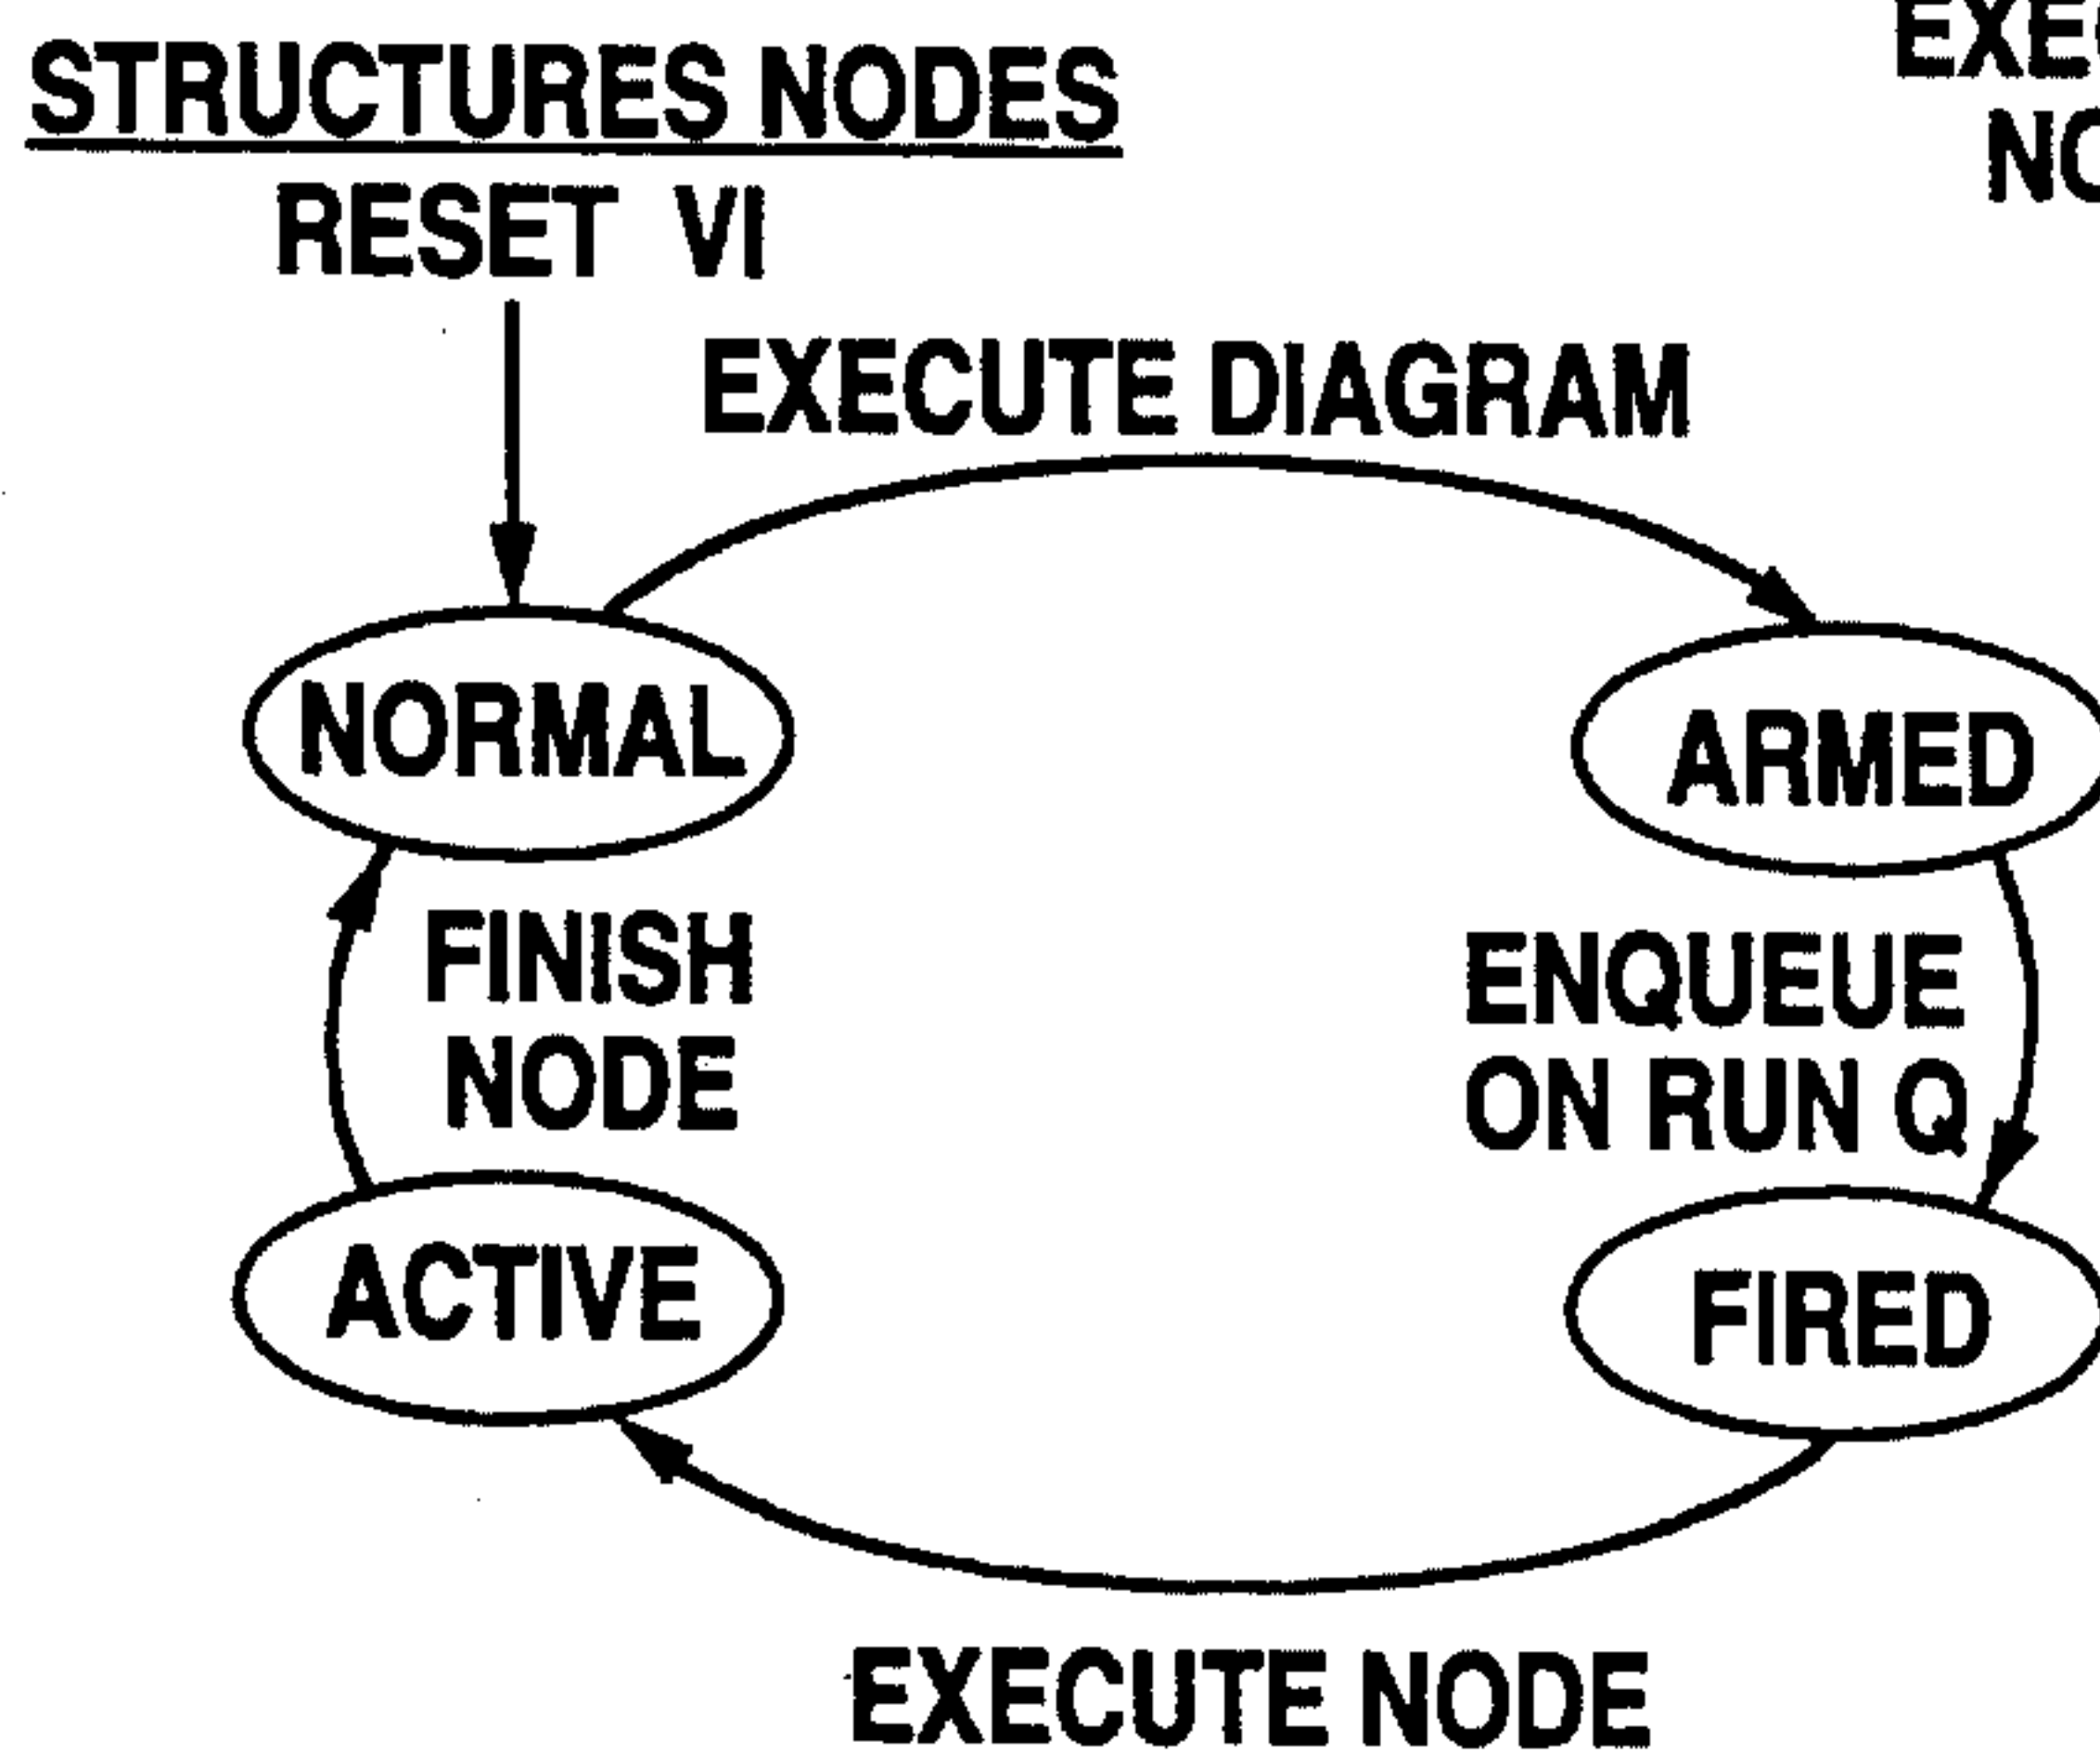 STRUCTURES NODES
RESET VI
EXECUTE DIAGRAM
NORMAL
ARMED
FINISH
NODE
ENQUEUE
ON RUN Q
ACTIVE
FIRED
EXECUTE NODE